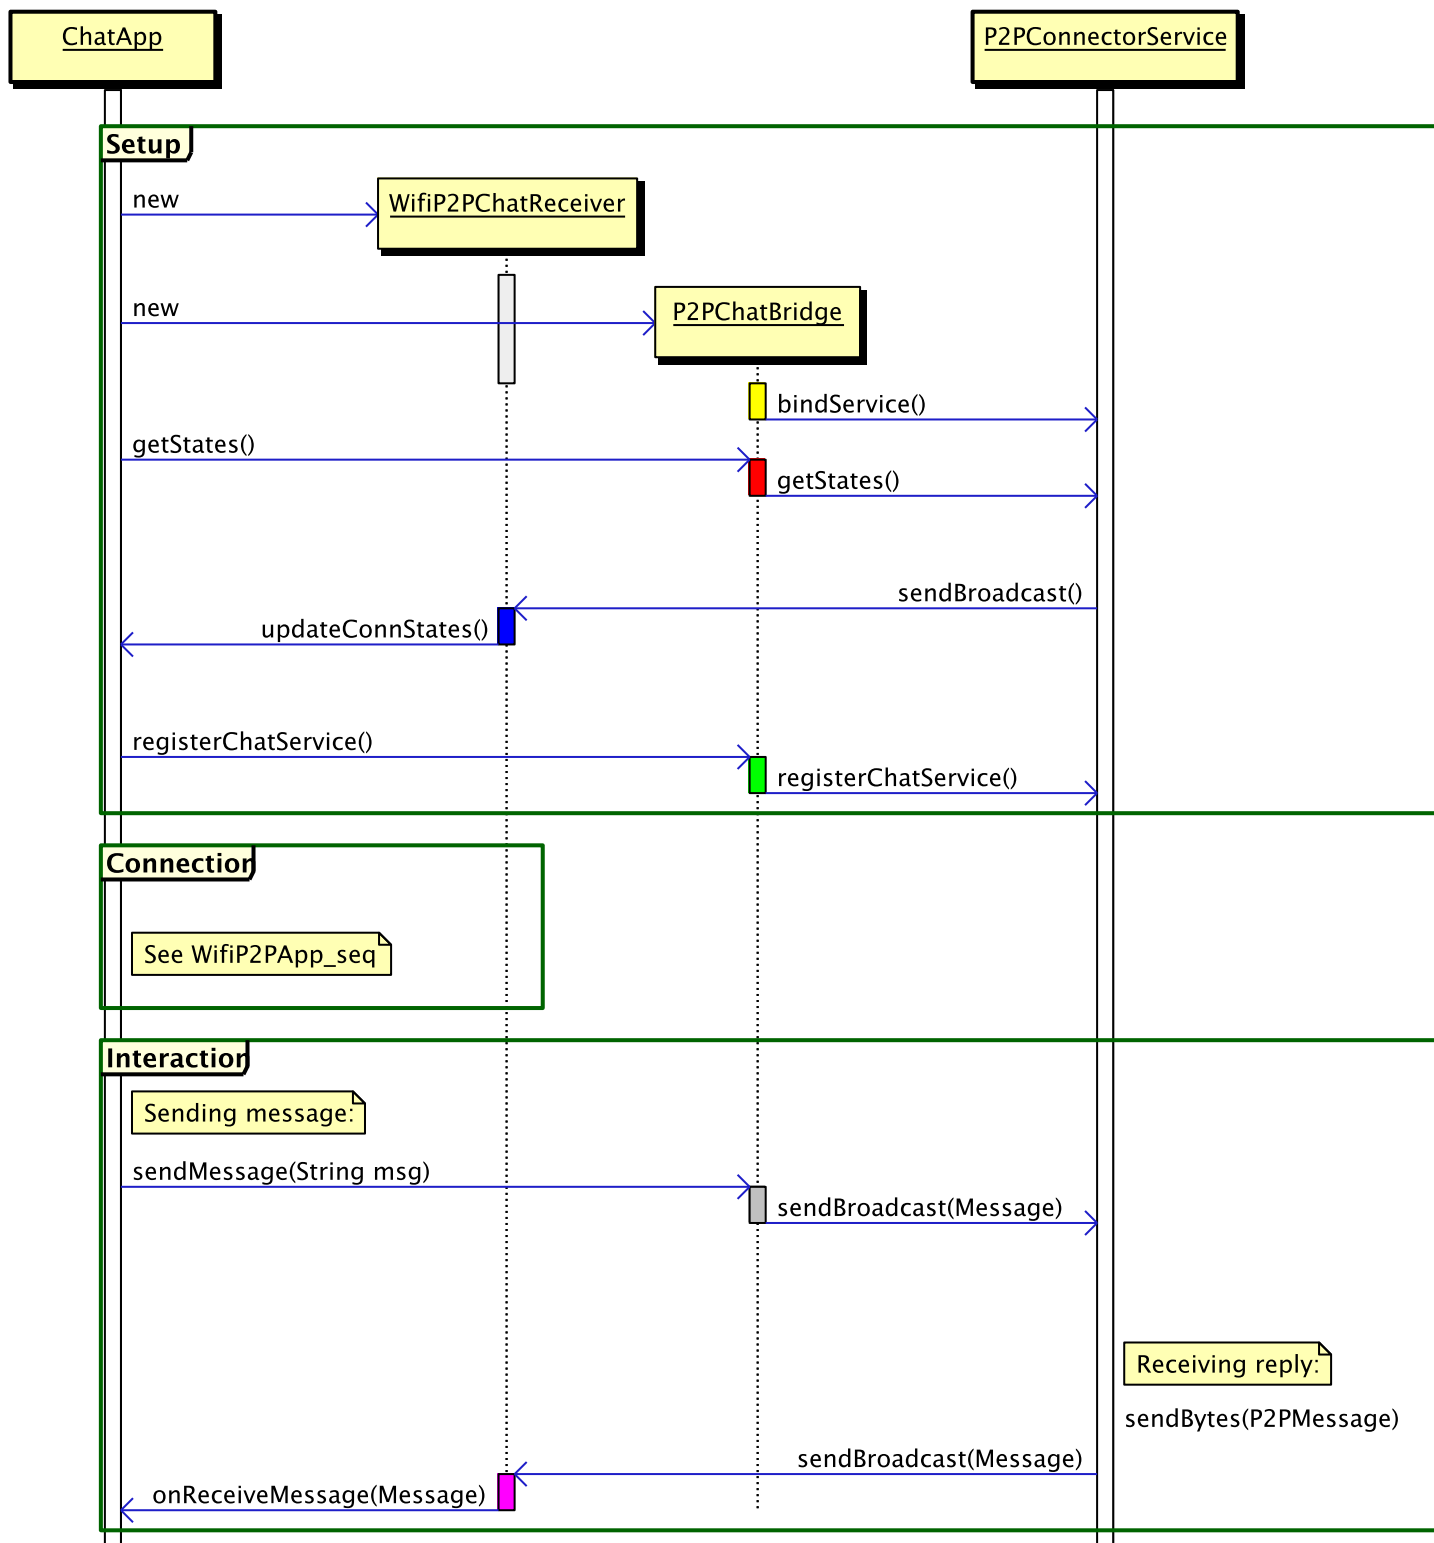 ChatApp
P2PConnectorService
Setup
new
WifiP2PChatReceiver
new
P2PChatBridge
bindService()
getStates()
getStates()
sendBroadcast()
updateConnStates()
registerChatService()
registerChatService()
Connection
See WifiP2PApp_seq
Interaction
Sending message:
sendMessage(String msg)
sendBroadcast(Message)
Receiving reply:
sendBytes(P2PMessage)
sendBroadcast(Message)
onReceiveMessage(Message)